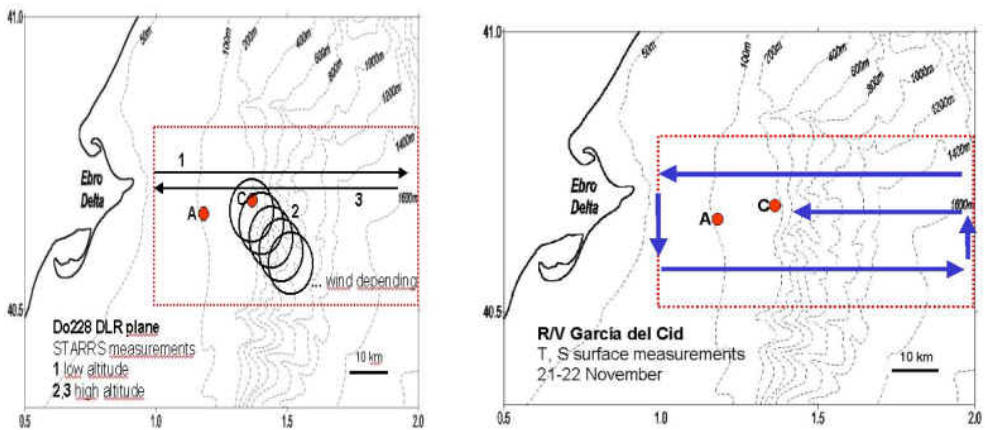 41.0
50m
100m
200m
400m
600m
800m
1000m
1200m
1400m
1600m
1
3
C
2
A
Ebro
Delta
... wind depending
40.5
Do228 DLR plane
STARRS measurements
1 low altitude
2,3 high altitude
10 km
0.5
1.0
1.5
2.0
41.0
50m
100m
200m
400m
600m
800m
1000m
1200m
1400m
1600m
C
A
Ebro
Delta
40.5
R/V García del Cid
T, S surface measurements
21-22 November
10 km
0.5
1.0
1.5
2.0